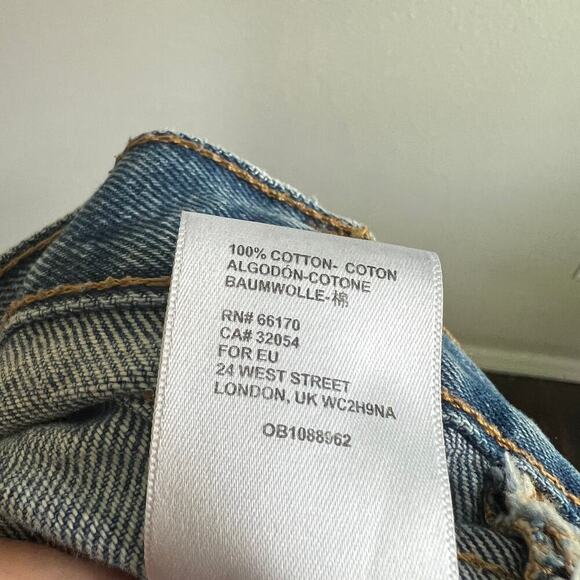 100% COTTON- COTON
ALGODÓN-COTONE
BAUMWOLLE-棉
RN# 66170
CA# 32054
FOR EU
24 WEST STREET
LONDON, UK WC2H9NA
OB1088962